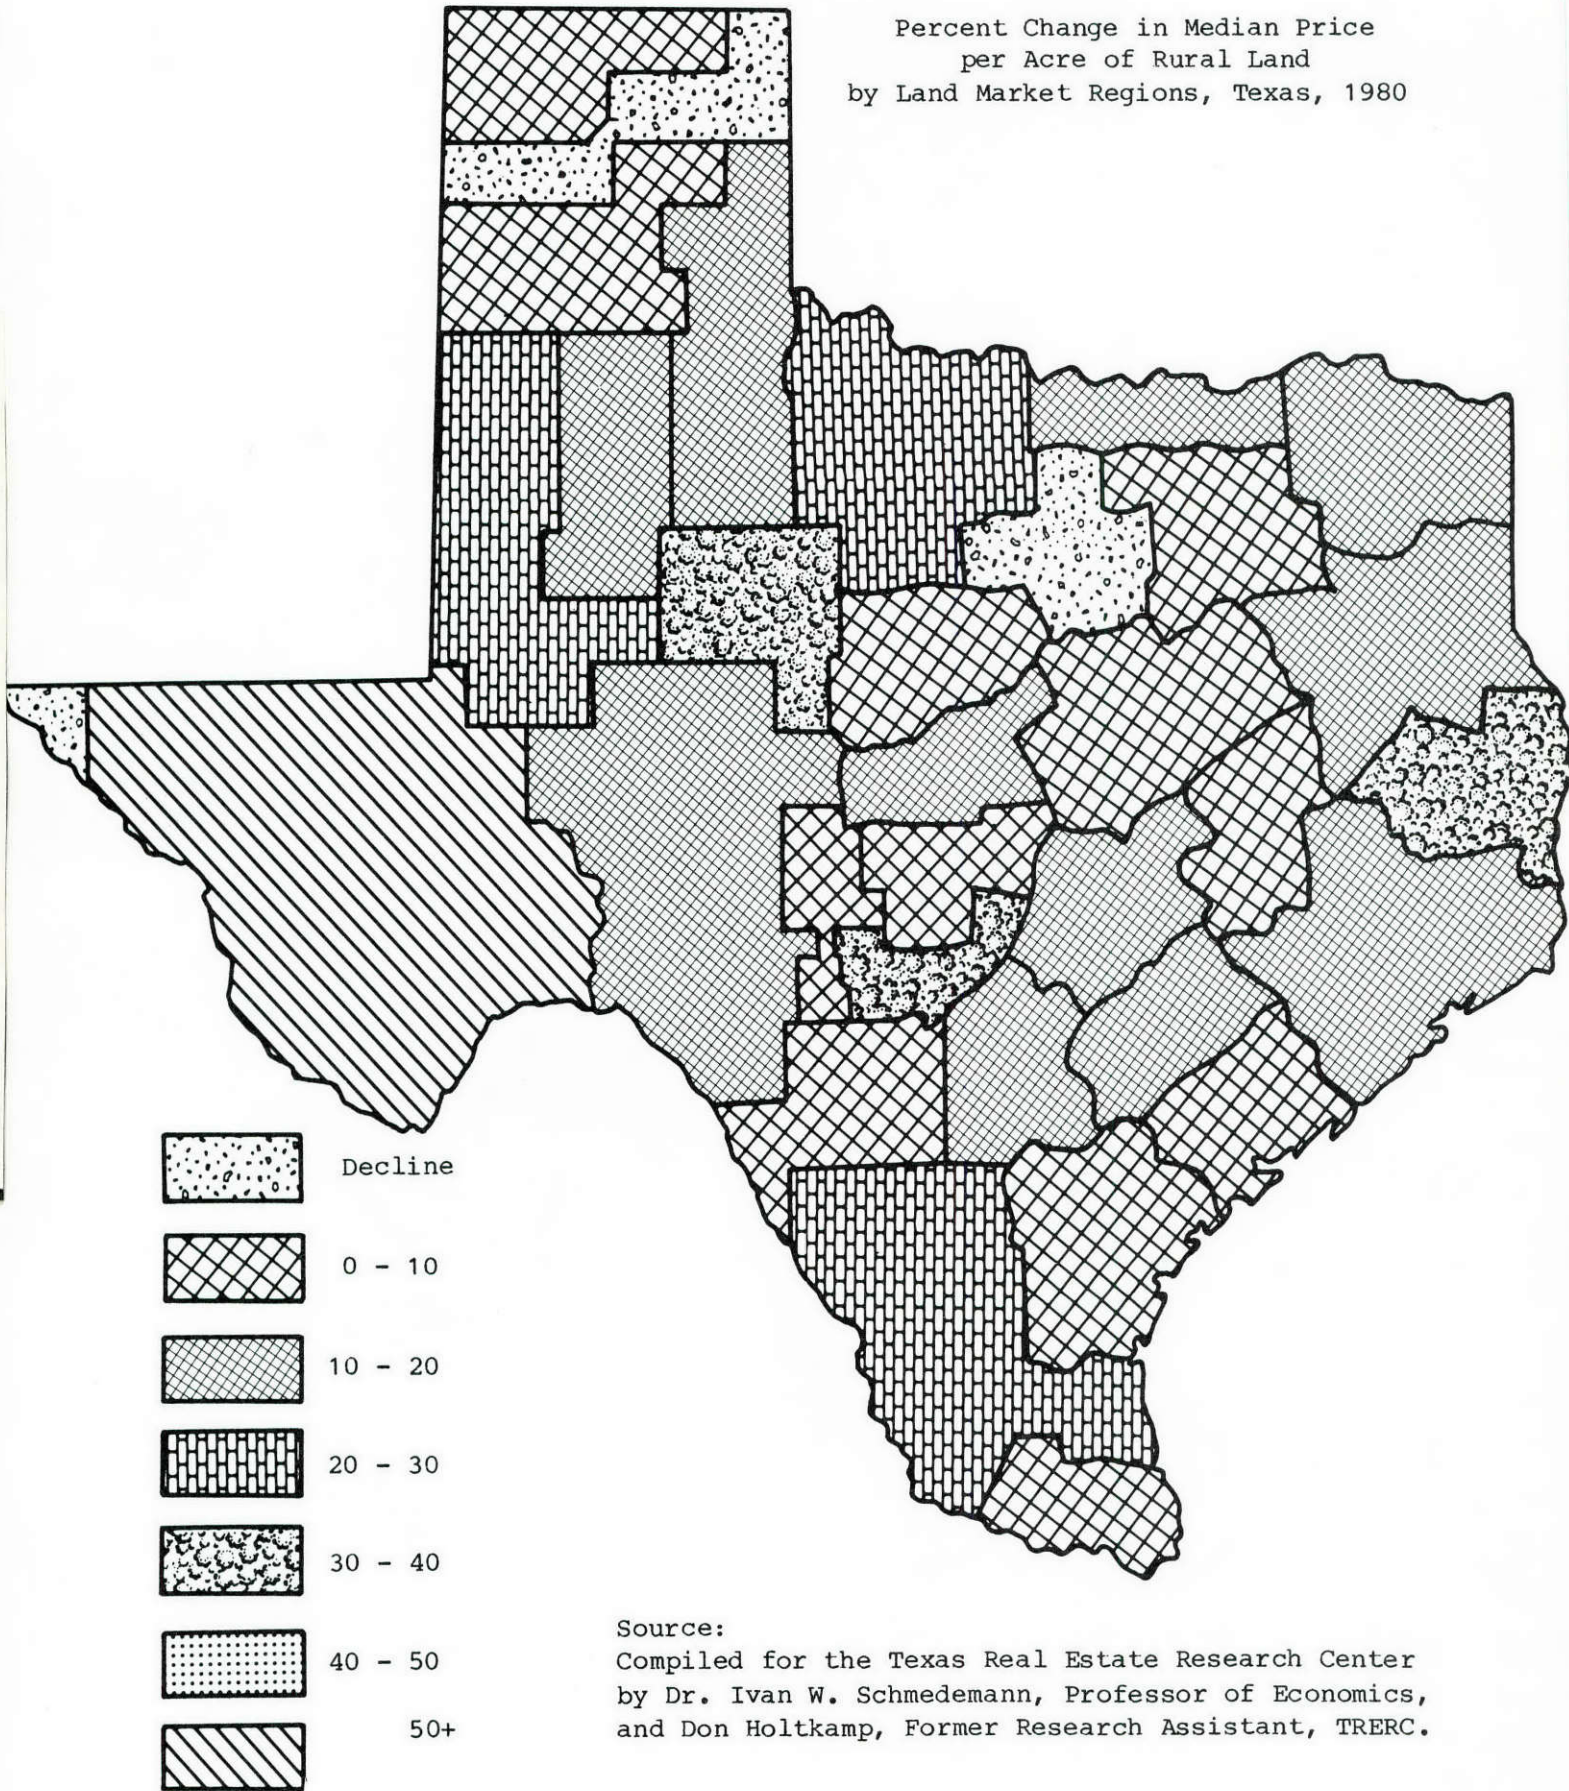 Percent Change in Median Price
per Acre of Rural Land
by Land Market Regions, Texas, 1980
Decline
0 - 10
10 - 20
20 - 30
30 - 40
40 - 50
50+
Source:
Compiled for the Texas Real Estate Research Center
by Dr. Ivan W. Schmedemann, Professor of Economics,
and Don Holtkamp, Former Research Assistant, TRERC.